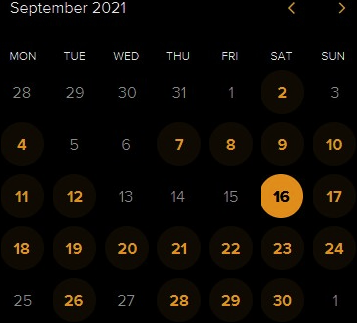 September 2021
MON TUE WED THU FRI SAT SUN
28 29 30 31 1 2 3
4 5 6 7 8 9 10
11 12 13 14 15 16 17
18 19 20 21 22 23 24
25 26 27 28 29 30 1